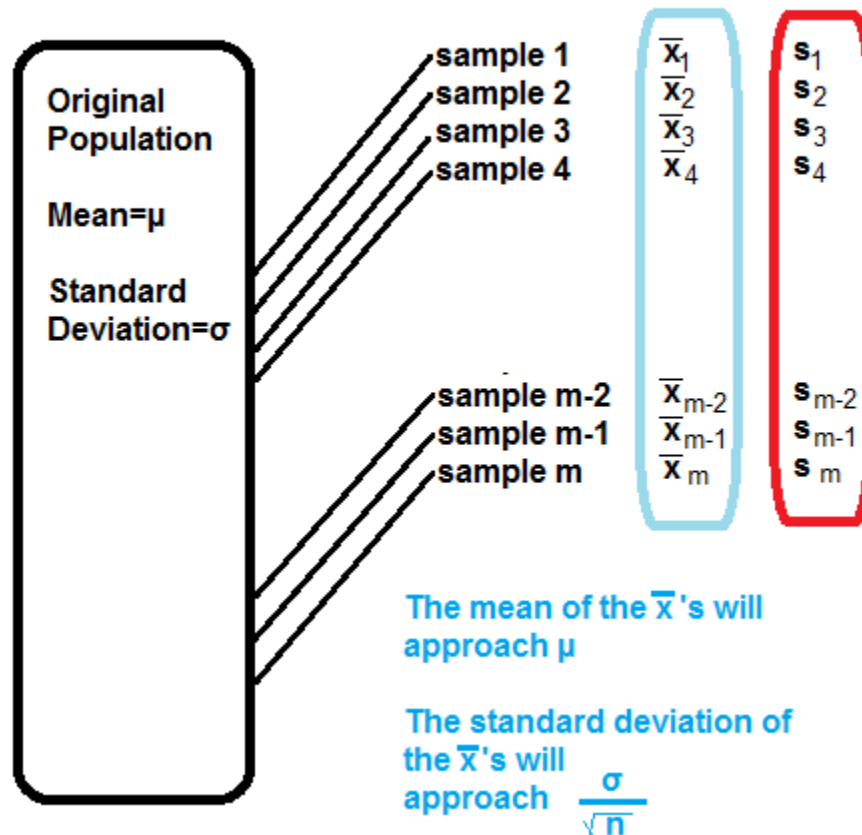 Original
Population
Mean=μ
Standard
Deviation=σ
sample 1 x̄₁ s₁
sample 2 x̄₂ s₂
sample 3 x̄₃ s₃
sample 4 x̄₄ s₄
sample m-2 x̄ m-2 s m-2
sample m-1 x̄ m-1 s m-1
sample m x̄ m s m
The mean of the x̄ 's will
approach μ
The standard deviation of
the x̄ 's will
approach σ/√n